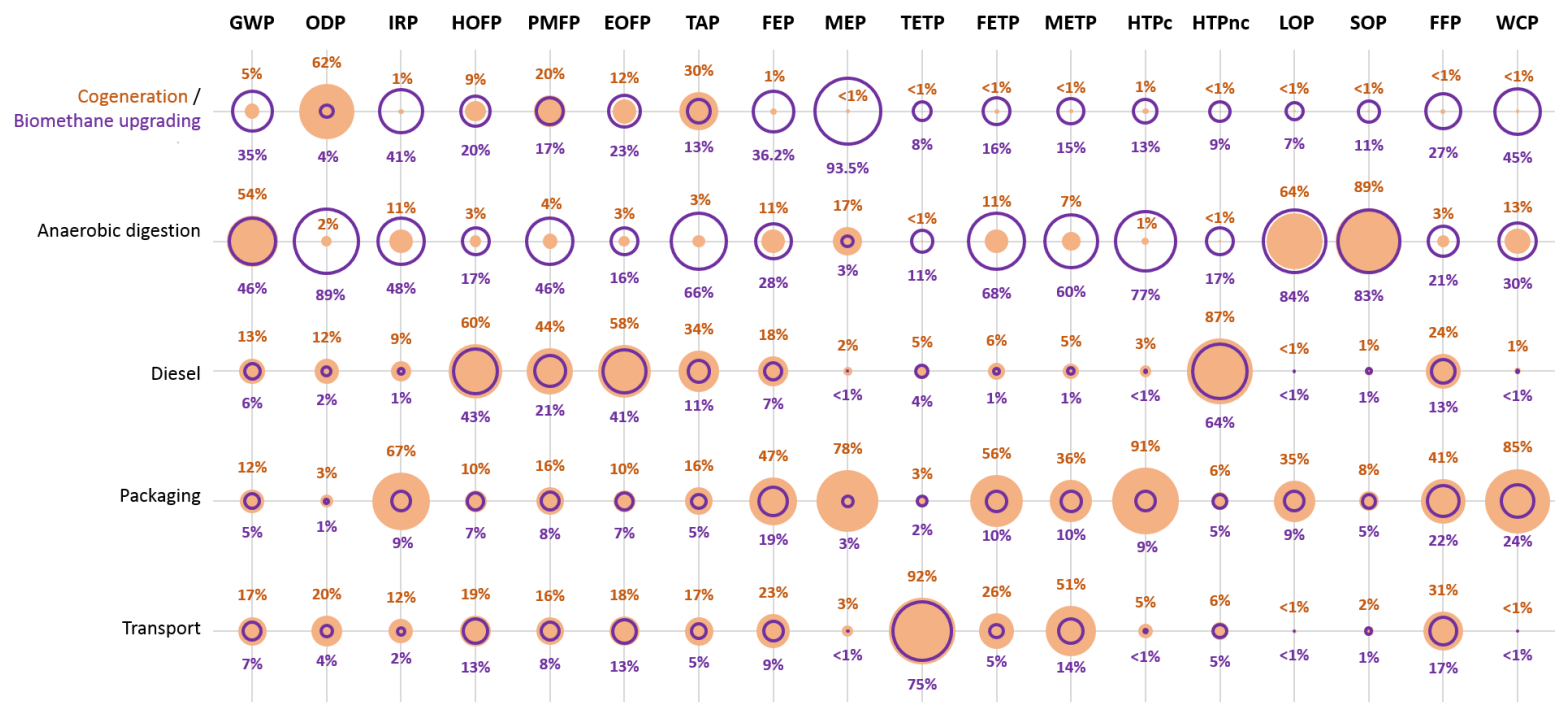 GWP ODP IRP HOFP PMFP EOFP TAP FEP MEP TETP FETP METP HTPc HTPnc LOP SOP FFP WCP
5% 62% 1% 9% 20% 12% 30% 1% <1% <1% <1% <1% 1% <1% <1% <1% <1% <1%
Cogeneration /
Biomethane upgrading
35% 4% 41% 20% 17% 23% 13% 36.2% 93.5% 8% 16% 15% 13% 9% 7% 11% 27% 45%
54% 2% 11% 3% 4% 3% 3% 11% 17% <1% 11% 7% 1% <1% 64% 89% 3% 13%
Anaerobic digestion
46% 89% 48% 17% 46% 16% 66% 28% 3% 11% 68% 60% 77% 17% 84% 83% 21% 30%
13% 12% 9% 60% 44% 58% 34% 18% 2% 5% 6% 5% 3% 87% <1% 1% 24% 1%
Diesel
6% 2% 1% 43% 21% 41% 11% 7% <1% 4% 1% 1% <1% 64% <1% 1% 13% <1%
12% 3% 67% 10% 16% 10% 16% 47% 78% 3% 56% 36% 91% 6% 35% 8% 41% 85%
Packaging
5% 1% 9% 7% 8% 7% 5% 19% 3% 2% 10% 10% 9% 5% 9% 5% 22% 24%
17% 20% 12% 19% 16% 18% 17% 23% 3% 92% 26% 51% 5% 6% <1% 2% 31% <1%
Transport
7% 4% 2% 13% 8% 13% 5% 9% <1% 75% 5% 14% <1% 5% <1% 1% 17% <1%